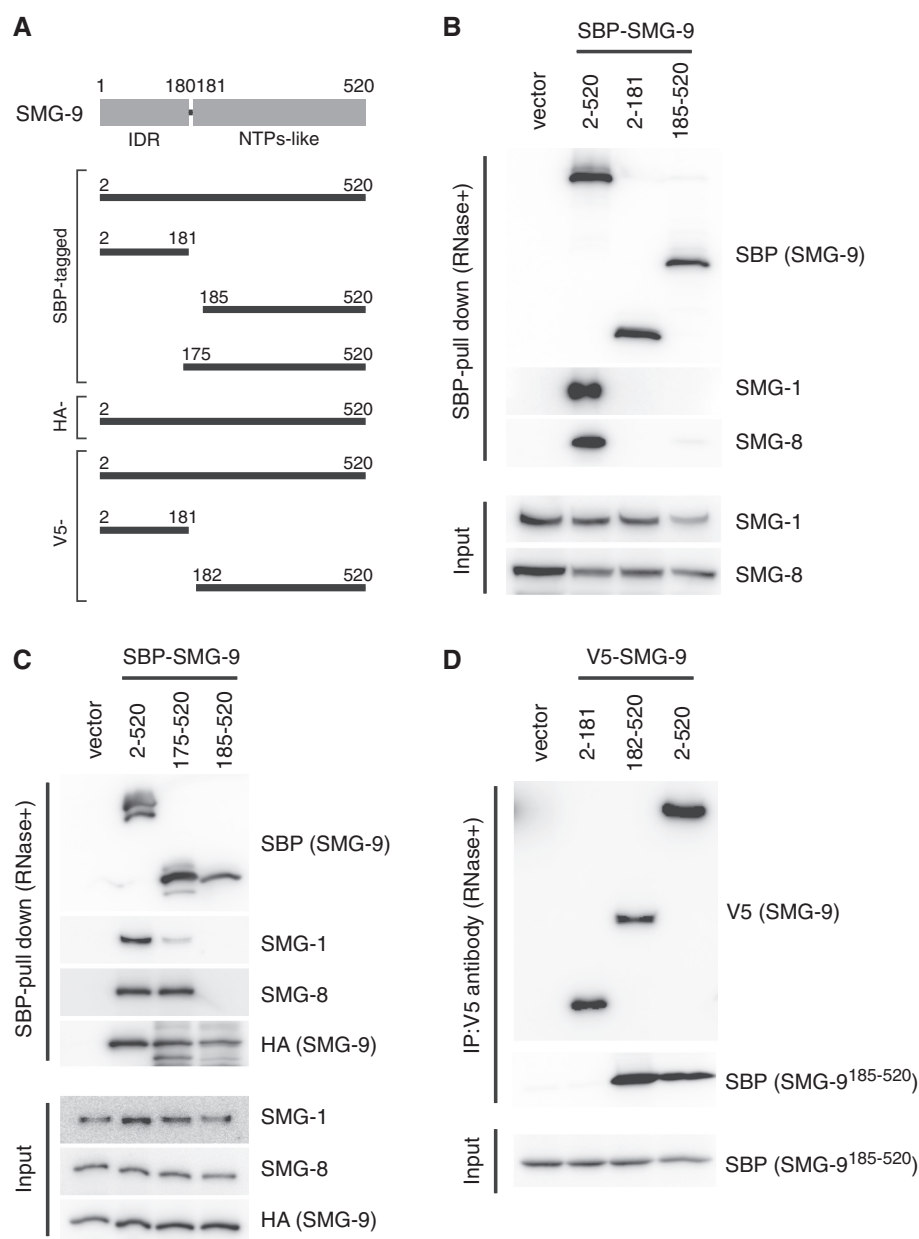 A
1 180 181 520
SMG-9
IDR NTPs-like
SBP-tagged
2 520
2 181
185 520
175 520
HA-
2 520
V5-
2 520
2 181
182 520
B
SBP-SMG-9
vector 2-520 2-181 185-520
SBP-pull down (RNase+)
SBP (SMG-9)
SMG-1
SMG-8
Input
SMG-1
SMG-8
C
SBP-SMG-9
vector 2-520 175-520 185-520
SBP-pull down (RNase+)
SBP (SMG-9)
SMG-1
SMG-8
HA (SMG-9)
Input
SMG-1
SMG-8
HA (SMG-9)
D
V5-SMG-9
vector 2-181 182-520 2-520
IP:V5 antibody (RNase+)
V5 (SMG-9)
SBP (SMG-9185-520)
Input
SBP (SMG-9185-520)